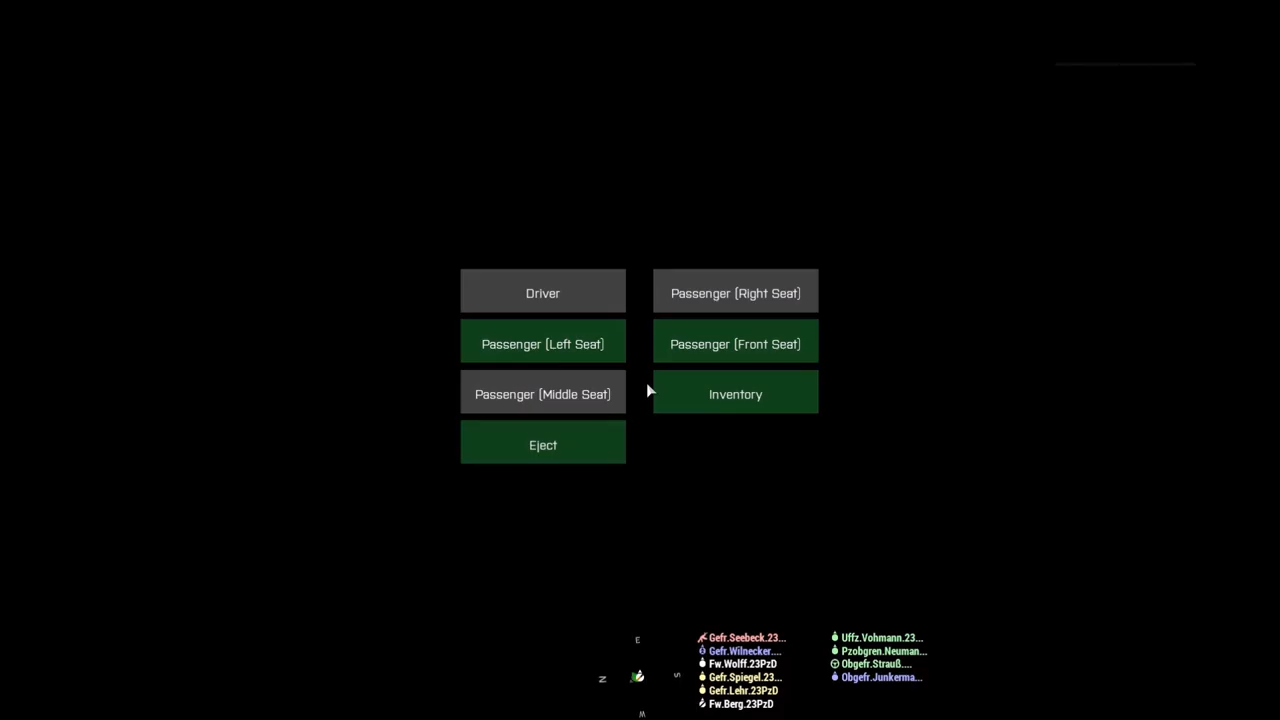 Driver
Passenger (Right Seat)
Passenger (Left Seat)
Passenger (Front Seat)
Passenger (Middle Seat)
Inventory
Eject
E
N
S
W
Gefr.Seebeck.23...
Gefr.Wilnecker....
Fw.Wolff.23PzD
Gefr.Spiegel.23...
Gefr.Lehr.23PzD
Fw.Berg.23PzD
Uffz.Vohmann.23...
Pzobgren.Neuman...
Obgefr.Strauß....
Obgefr.Junkerma...